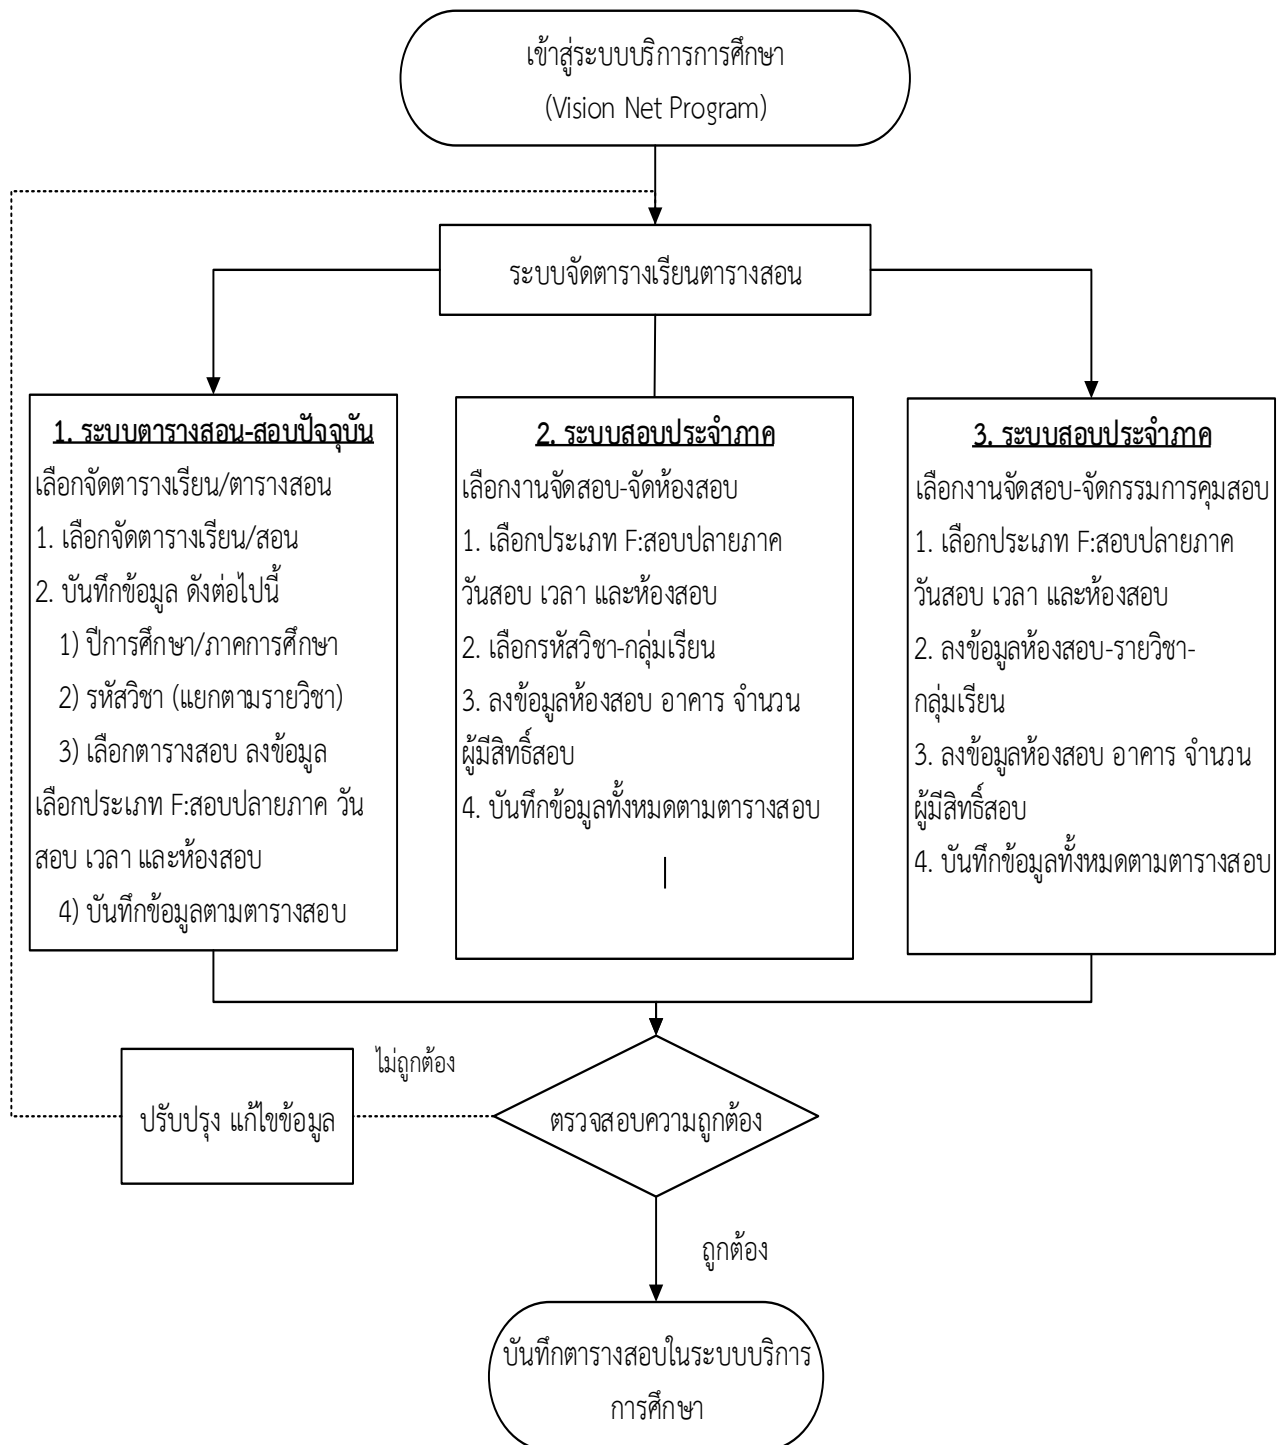 เข้าสู่ระบบบริการการศึกษา
(Vision Net Program)
ระบบจัดตารางเรียนตารางสอน
1. ระบบตารางสอน-สอบปัจจุบัน
เลือกจัดตารางเรียน/ตารางสอน
1. เลือกจัดตารางเรียน/สอน
2. บันทึกข้อมูล ดังต่อไปนี้
1) ปีการศึกษา/ภาคการศึกษา
2) รหัสวิชา (แยกตามรายวิชา)
3) เลือกตารางสอบ ลงข้อมูล
เลือกประเภท F:สอบปลายภาค วัน
สอบ เวลา และห้องสอบ
4) บันทึกข้อมูลตามตารางสอบ
2. ระบบสอบประจำภาค
เลือกงานจัดสอบ-จัดห้องสอบ
1. เลือกประเภท F:สอบปลายภาค
วันสอบ เวลา และห้องสอบ
2. เลือกรหัสวิชา-กลุ่มเรียน
3. ลงข้อมูลห้องสอบ อาคาร จำนวน
ผู้มีสิทธิ์สอบ
4. บันทึกข้อมูลทั้งหมดตามตารางสอบ
3. ระบบสอบประจำภาค
เลือกงานจัดสอบ-จัดกรรมการคุมสอบ
1. เลือกประเภท F:สอบปลายภาค
วันสอบ เวลา และห้องสอบ
2. ลงข้อมูลห้องสอบ-รายวิชา-
กลุ่มเรียน
3. ลงข้อมูลห้องสอบ อาคาร จำนวน
ผู้มีสิทธิ์สอบ
4. บันทึกข้อมูลทั้งหมดตามตารางสอบ
ไม่ถูกต้อง
ปรับปรุง แก้ไขข้อมูล
ตรวจสอบความถูกต้อง
ถูกต้อง
บันทึกตารางสอบในระบบบริการ
การศึกษา